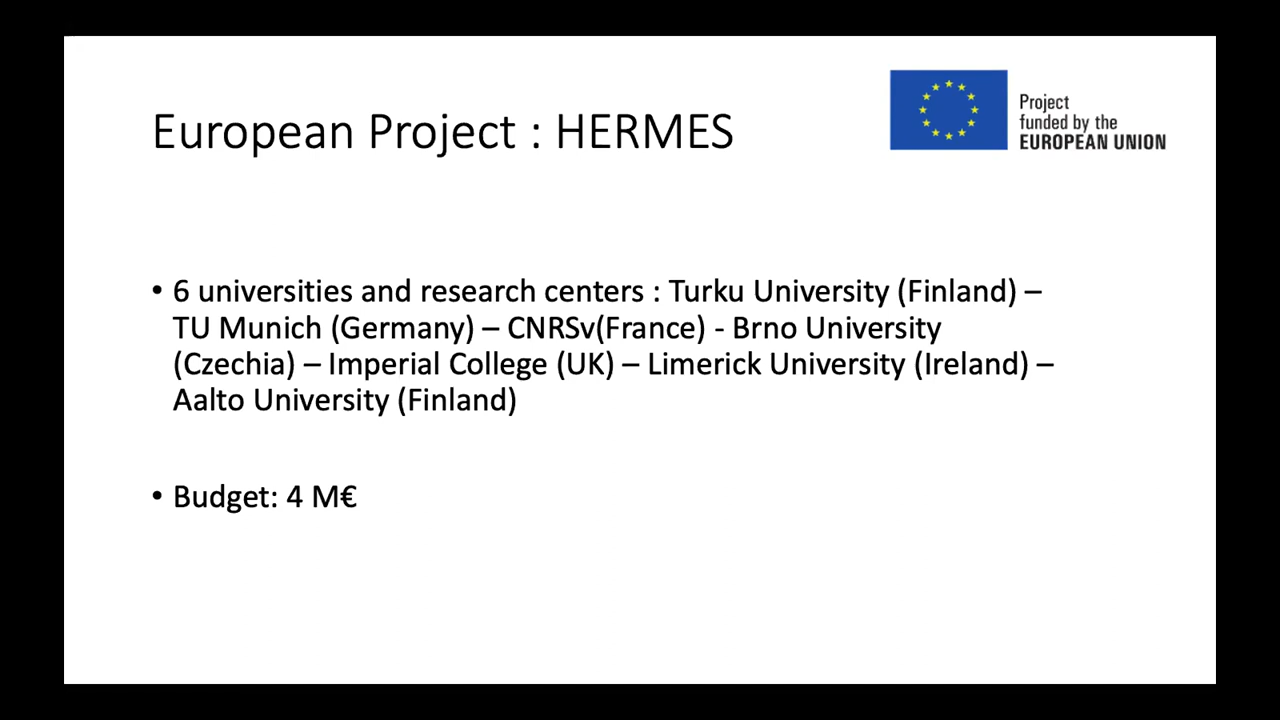 European Project : HERMES
Project
funded by the
EUROPEAN UNION
• 6 universities and research centers : Turku University (Finland) –
TU Munich (Germany) – CNRSv(France) - Brno University
(Czechia) – Imperial College (UK) – Limerick University (Ireland) –
Aalto University (Finland)
• Budget: 4 M€